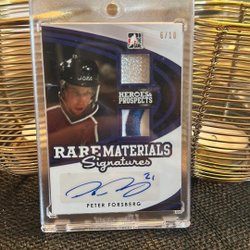 6/10
HEROES &
PROSPECTS
RARE MATERIALS
Signatures
21
PETER FORSBERG